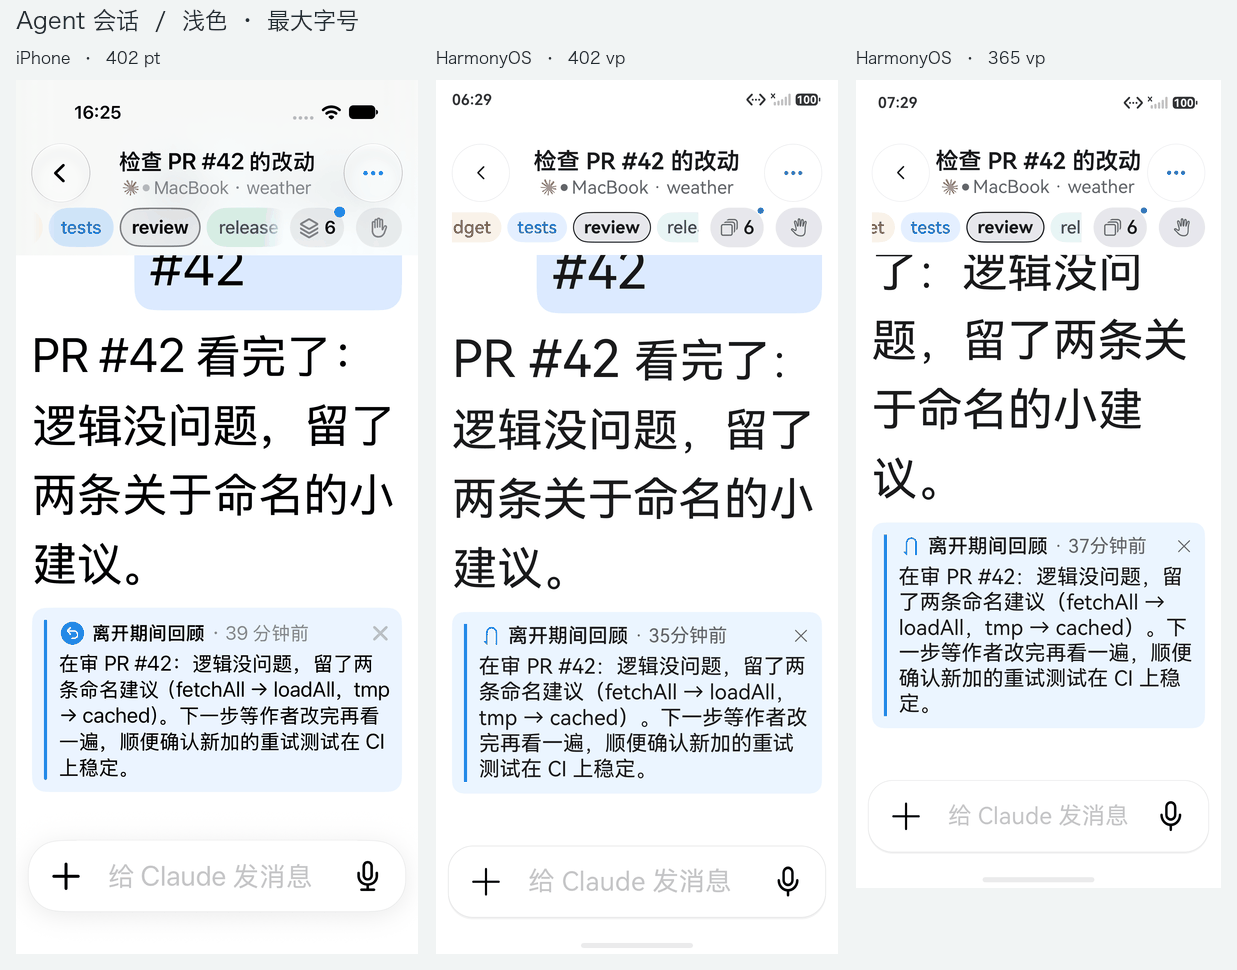 Agent 会话 / 浅色 · 最大字号
iPhone · 402 pt
16:25
检查 PR #42 的改动
MacBook · weather
tests
review
release
6
#42
PR #42 看完了：
逻辑没问题，留了
两条关于命名的小
建议。
离开期间回顾 · 39 分钟前
在审 PR #42：逻辑没问题，留了两
条命名建议（fetchAll → loadAll，tmp
→ cached）。下一步等作者改完再看
一遍，顺便确认新加的重试测试在 CI
上稳定。
给 Claude 发消息
HarmonyOS · 402 vp
06:29
100
检查 PR #42 的改动
MacBook · weather
dget
tests
review
rele
6
#42
PR #42 看完了：
逻辑没问题，留了
两条关于命名的小
建议。
离开期间回顾 · 35分钟前
在审 PR #42：逻辑没问题，留了两
条命名建议（fetchAll → loadAll，
tmp → cached）。下一步等作者改
完再看一遍，顺便确认新加的重试
测试在 CI 上稳定。
给 Claude 发消息
HarmonyOS · 365 vp
07:29
100
检查 PR #42 的改动
MacBook · weather
et
tests
review
rel
6
了：逻辑没问
题，留了两条关
于命名的小建
议。
离开期间回顾 · 37分钟前
在审 PR #42：逻辑没问题，留
了两条命名建议（fetchAll →
loadAll，tmp → cached）。下
一步等作者改完再看一遍，顺便
确认新加的重试测试在 CI 上稳
定。
给 Claude 发消息